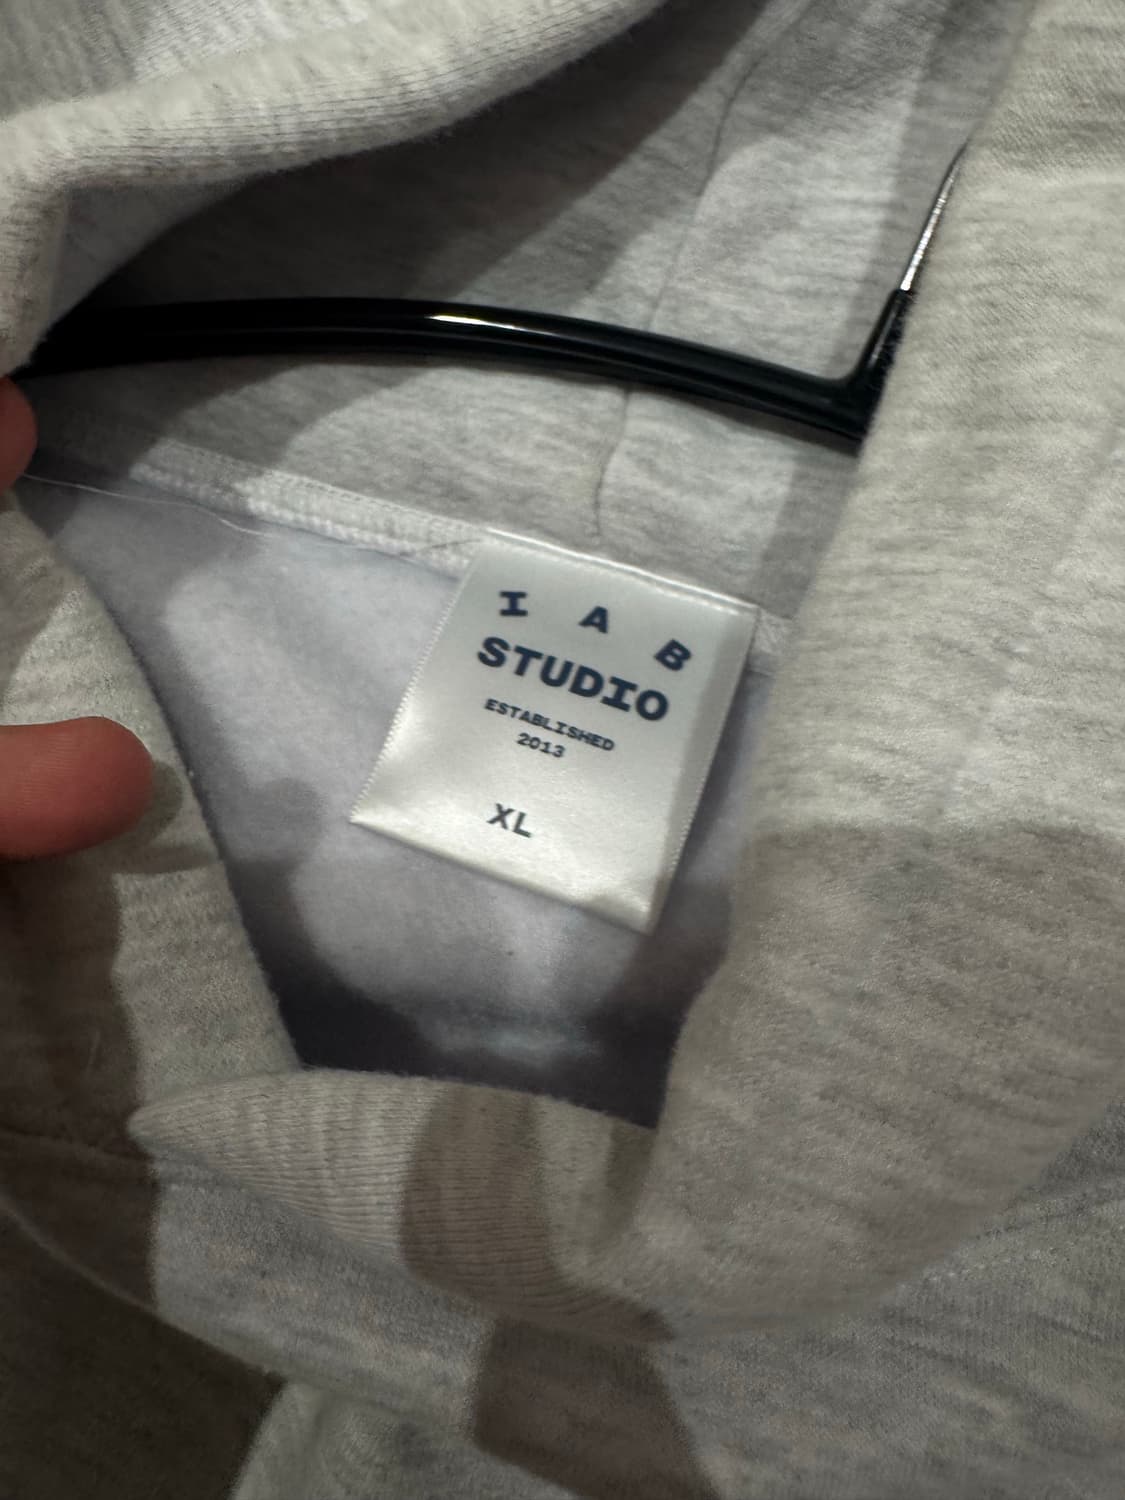 I A B
STUDIO
ESTABLISHED
2013
XL